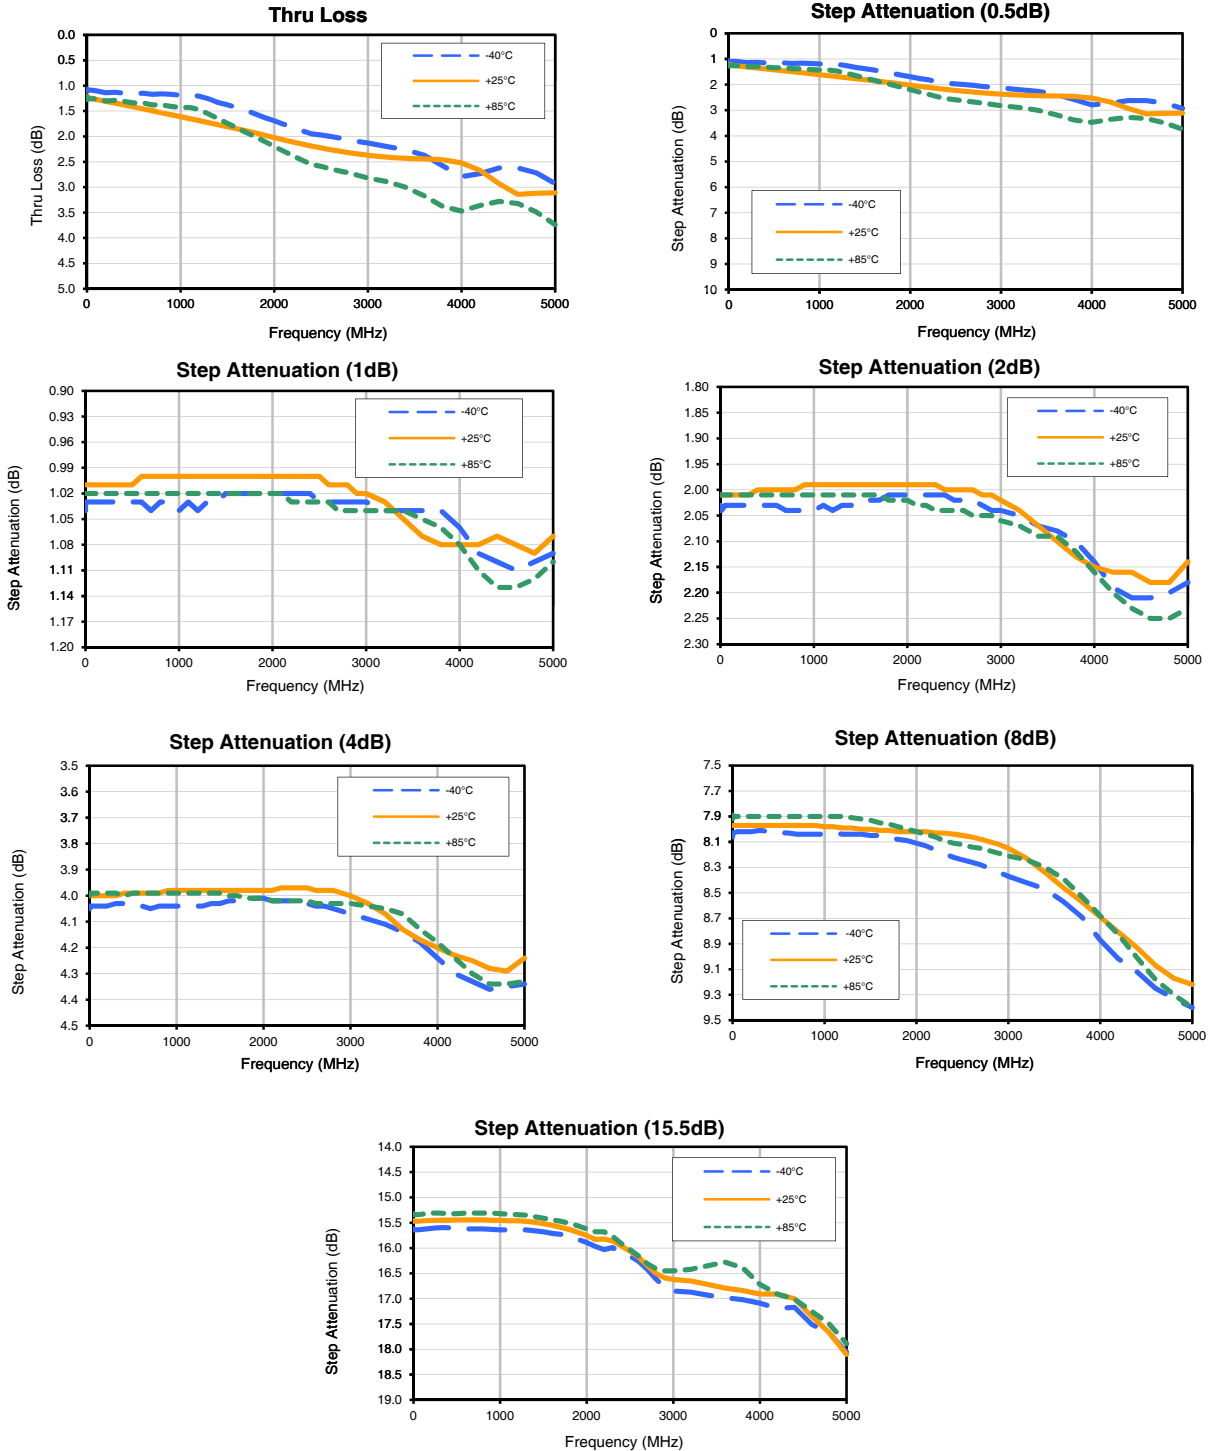 Thru Loss
0.0
0.5
1.0
1.5
2.0
2.5
3.0
3.5
4.0
4.5
5.0
Thru Loss (dB)
-40°C
+25°C
+85°C
0 1000 2000 3000 4000 5000
Frequency (MHz)
Step Attenuation (0.5dB)
0
1
2
3
4
5
6
7
8
9
10
Step Attenuation (dB)
-40°C
+25°C
+85°C
0 1000 2000 3000 4000 5000
Frequency (MHz)
Step Attenuation (1dB)
0.90
0.93
0.96
0.99
1.02
1.05
1.08
1.11
1.14
1.17
1.20
Step Attenuation (dB)
-40°C
+25°C
+85°C
0 1000 2000 3000 4000 5000
Frequency (MHz)
Step Attenuation (2dB)
1.80
1.85
1.90
1.95
2.00
2.05
2.10
2.15
2.20
2.25
2.30
Step Attenuation (dB)
-40°C
+25°C
+85°C
0 1000 2000 3000 4000 5000
Frequency (MHz)
Step Attenuation (4dB)
3.5
3.6
3.7
3.8
3.9
4.0
4.1
4.2
4.3
4.4
4.5
Step Attenuation (dB)
-40°C
+25°C
+85°C
0 1000 2000 3000 4000 5000
Frequency (MHz)
Step Attenuation (8dB)
7.5
7.7
7.9
8.1
8.3
8.5
8.7
8.9
9.1
9.3
9.5
Step Attenuation (dB)
-40°C
+25°C
+85°C
0 1000 2000 3000 4000 5000
Frequency (MHz)
Step Attenuation (15.5dB)
14.0
14.5
15.0
15.5
16.0
16.5
17.0
17.5
18.0
18.5
19.0
Step Attenuation (dB)
-40°C
+25°C
+85°C
0 1000 2000 3000 4000 5000
Frequency (MHz)